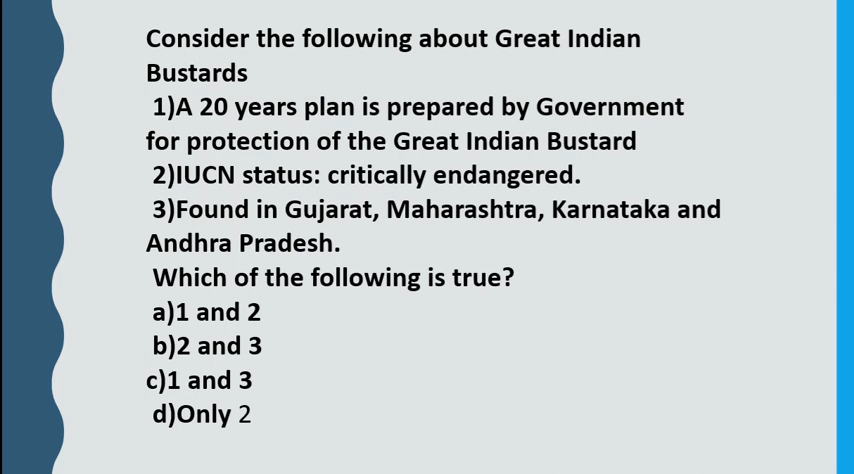 Consider the following about Great Indian
Bustards
1)A 20 years plan is prepared by Government
for protection of the Great Indian Bustard
2)IUCN status: critically endangered.
3)Found in Gujarat, Maharashtra, Karnataka and
Andhra Pradesh.
Which of the following is true?
a)1 and 2
b)2 and 3
c)1 and 3
d)Only 2